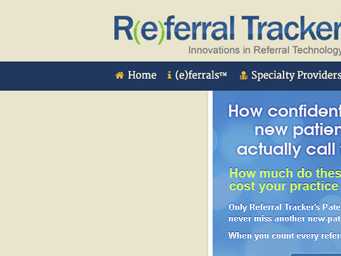 R(e)ferral Tracker
Innovations in Referral Technology
Home (e)ferrals™ Specialty Providers
How confident
new patien
actually call
How much do thes
cost your practice
Only Referral Tracker's Pate
never miss another new pat
When you count every refer